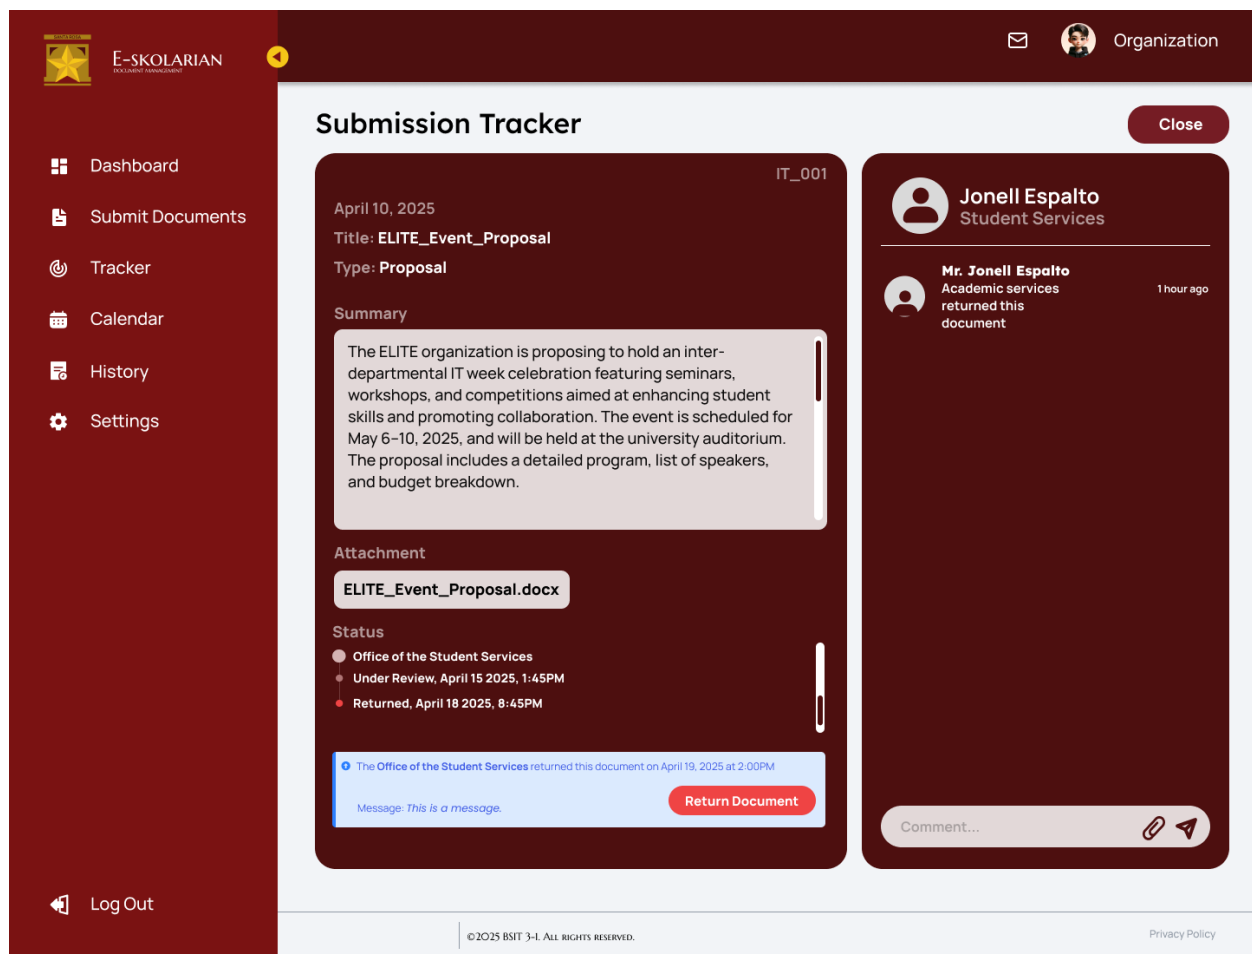 SANTA ROSA
E-SKOLARIAN
DOCUMENT MANAGEMENT
Dashboard
Submit Documents
Tracker
Calendar
History
Settings
Log Out
Organization
Submission Tracker
Close
IT_001
April 10, 2025
Title: ELITE_Event_Proposal
Type: Proposal
Summary
The ELITE organization is proposing to hold an inter-
departmental IT week celebration featuring seminars,
workshops, and competitions aimed at enhancing student
skills and promoting collaboration. The event is scheduled for
May 6–10, 2025, and will be held at the university auditorium.
The proposal includes a detailed program, list of speakers,
and budget breakdown.
Attachment
ELITE_Event_Proposal.docx
Status
Office of the Student Services
Under Review, April 15 2025, 1:45PM
Returned, April 18 2025, 8:45PM
The Office of the Student Services returned this document on April 19, 2025 at 2:00PM
Message: This is a message.
Return Document
Jonell Espalto
Student Services
Mr. Jonell Espalto
Academic services
returned this
document
1 hour ago
Comment...
©2025 BSIT 3-1. All rights reserved.
Privacy Policy